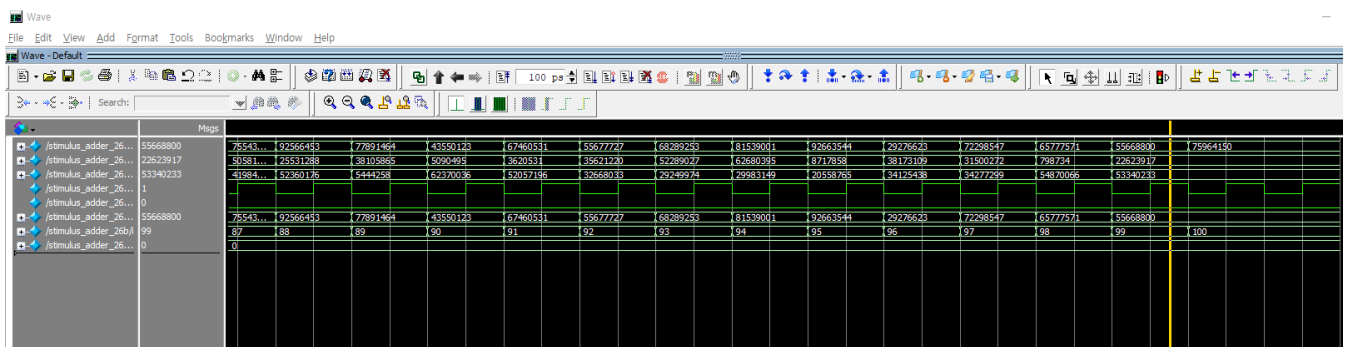 Wave
File Edit View Add Format Tools Bookmarks Window Help
Wave - Default
100 ps
Search:
Msgs
/stimulus_adder_26... 55668800 75543... 92566453 77891464 43550123 67460531 55677727 68289253 81539001 92663544 29276623 72298547 65777571 55668800 75964150
/stimulus_adder_26... 22623917 50581... 25531288 38105865 5090495 3620531 35621220 52289027 62680395 8717858 38173109 31500272 798734 22623917
/stimulus_adder_26... 53340233 41984... 52360176 5444258 62370036 52057196 32668033 29249974 29983149 20558765 34125438 34277299 54870066 53340233
/stimulus_adder_26... 1
/stimulus_adder_26... 0
/stimulus_adder_26... 55668800 75543... 92566453 77891464 43550123 67460531 55677727 68289253 81539001 92663544 29276623 72298547 65777571 55668800
/stimulus_adder_26b/i 99 87 88 89 90 91 92 93 94 95 96 97 98 99 100
/stimulus_adder_26... 0 0